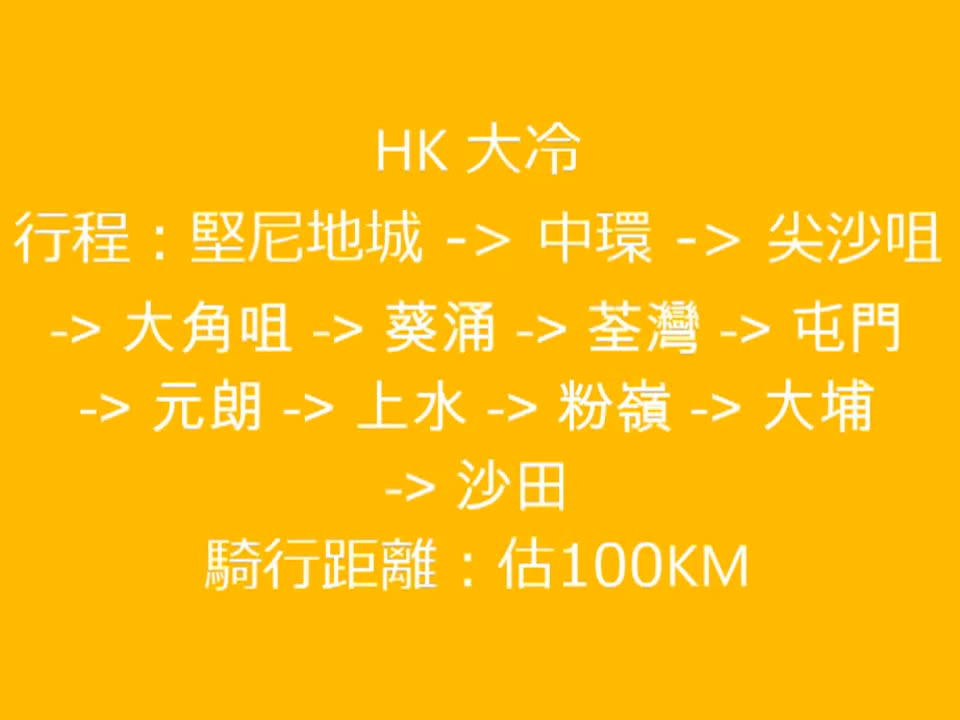 HK 大冷
行程：堅尼地城 -> 中環 -> 尖沙咀
-> 大角咀 -> 葵涌 -> 荃灣 -> 屯門
-> 元朗 -> 上水 -> 粉嶺 -> 大埔
-> 沙田
騎行距離：估100KM